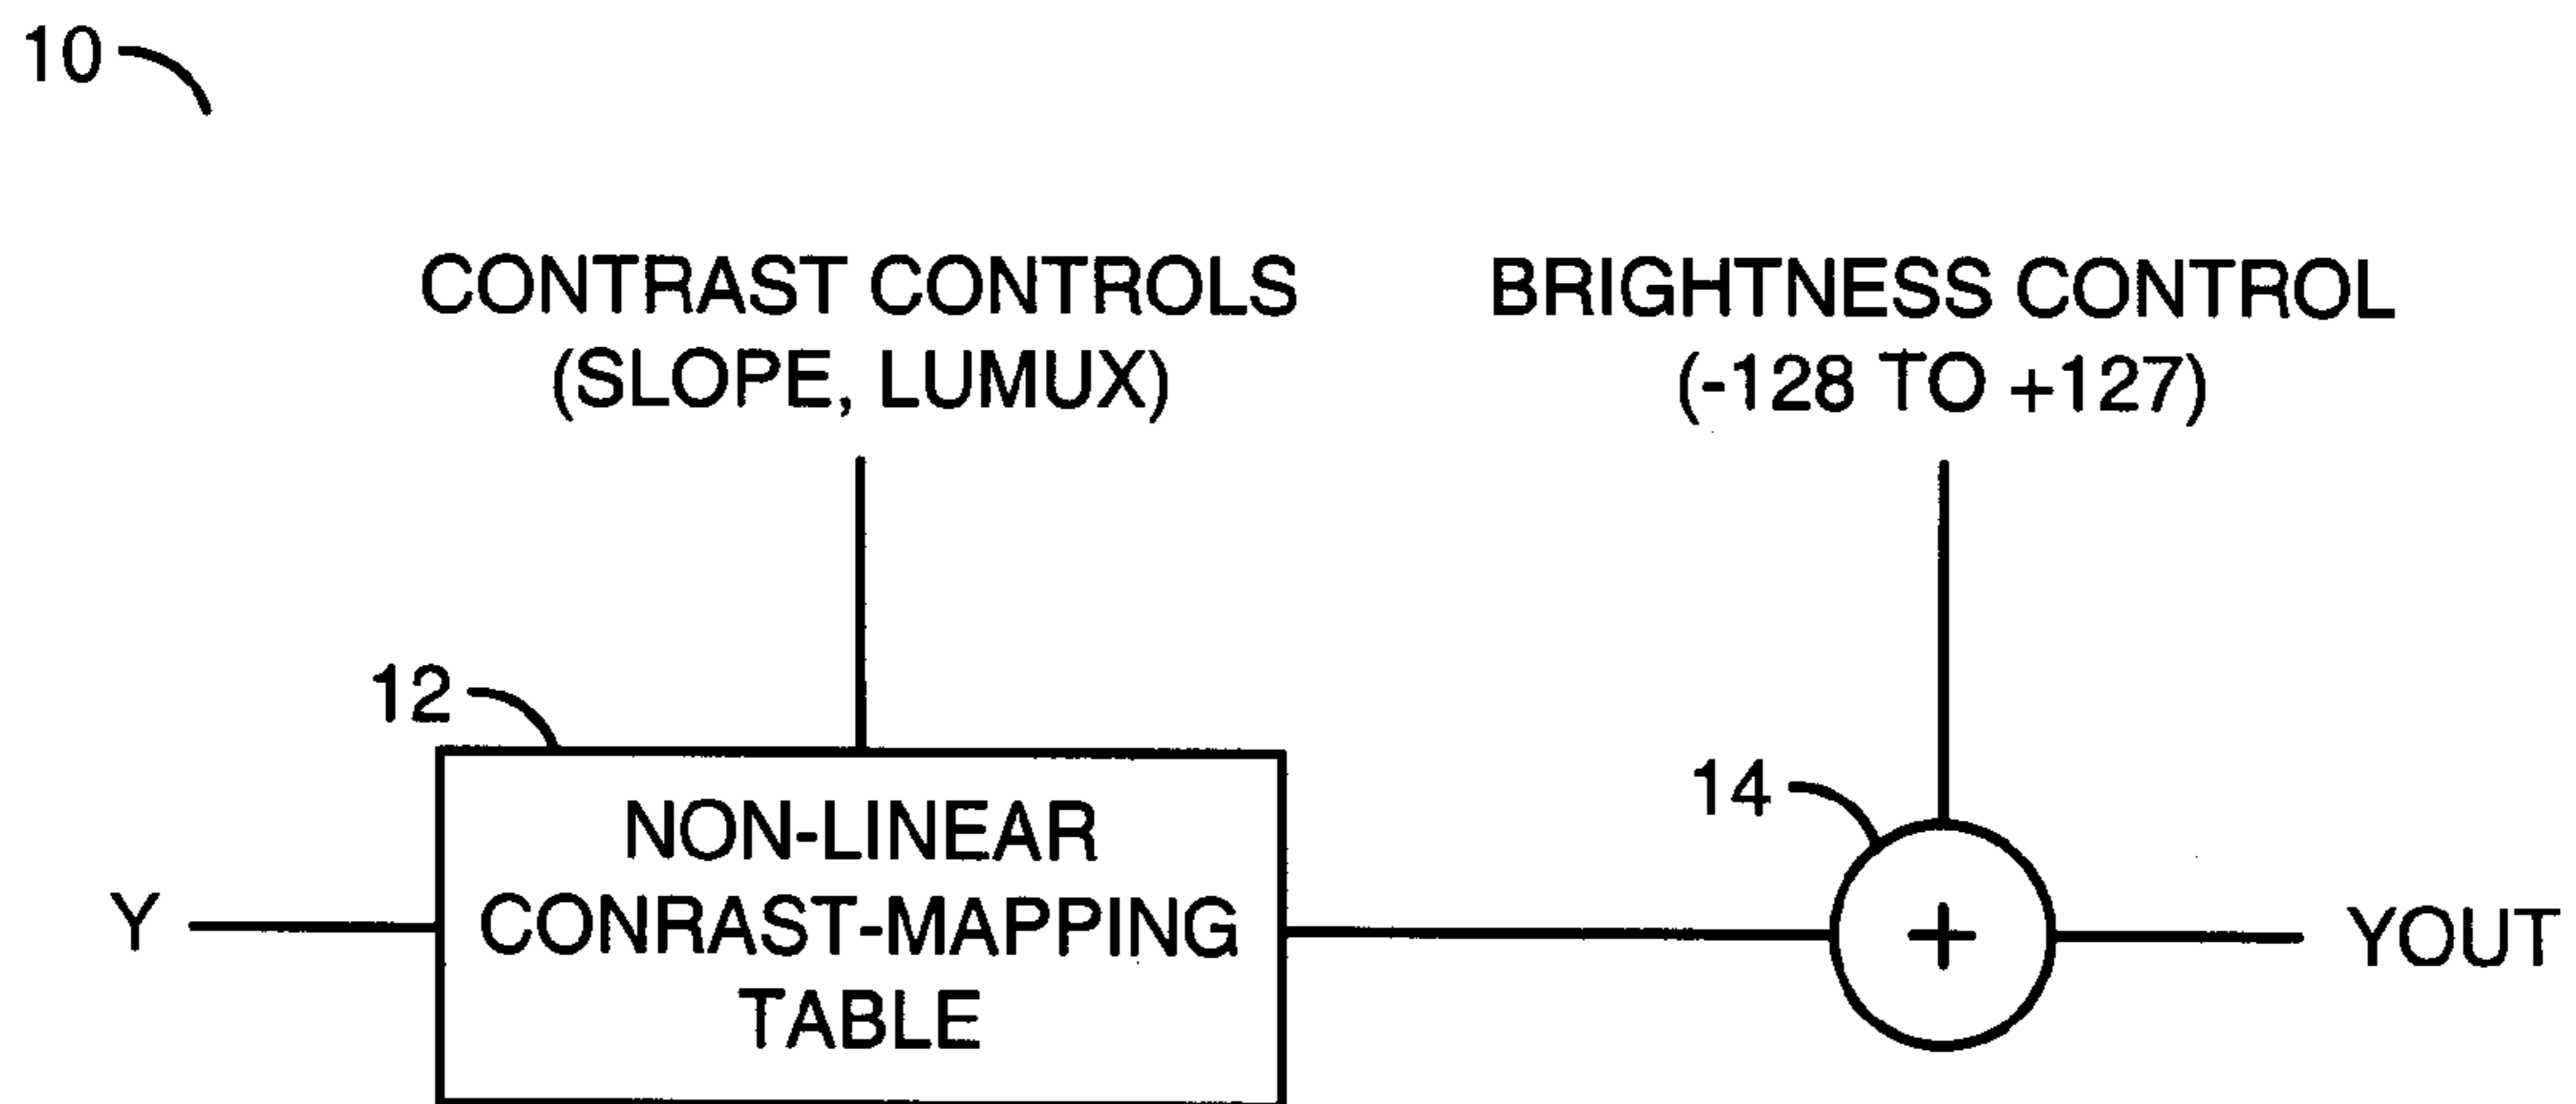 10
CONTRAST CONTROLS
(SLOPE, LUMUX)
BRIGHTNESS CONTROL
(-128 TO +127)
12
14
Y
NON-LINEAR
CONRAST-MAPPING
TABLE
+
YOUT